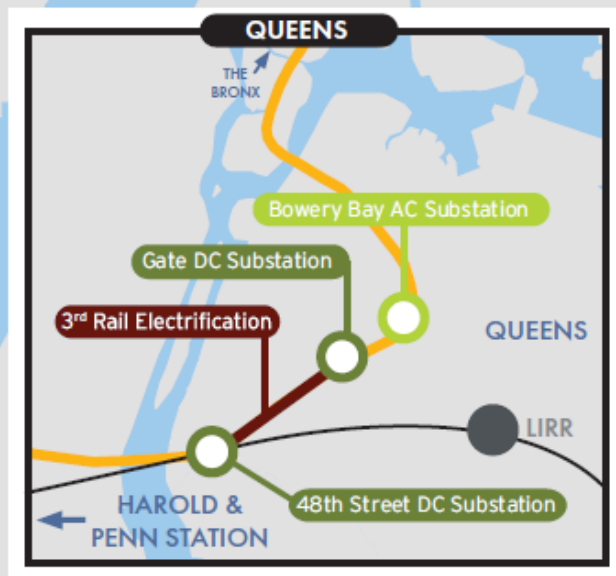 QUEENS
THE
BRONX
Bowery Bay AC Substation
Gate DC Substation
3rd Rail Electrification
QUEENS
LIRR
48th Street DC Substation
HAROLD &
PENN STATION